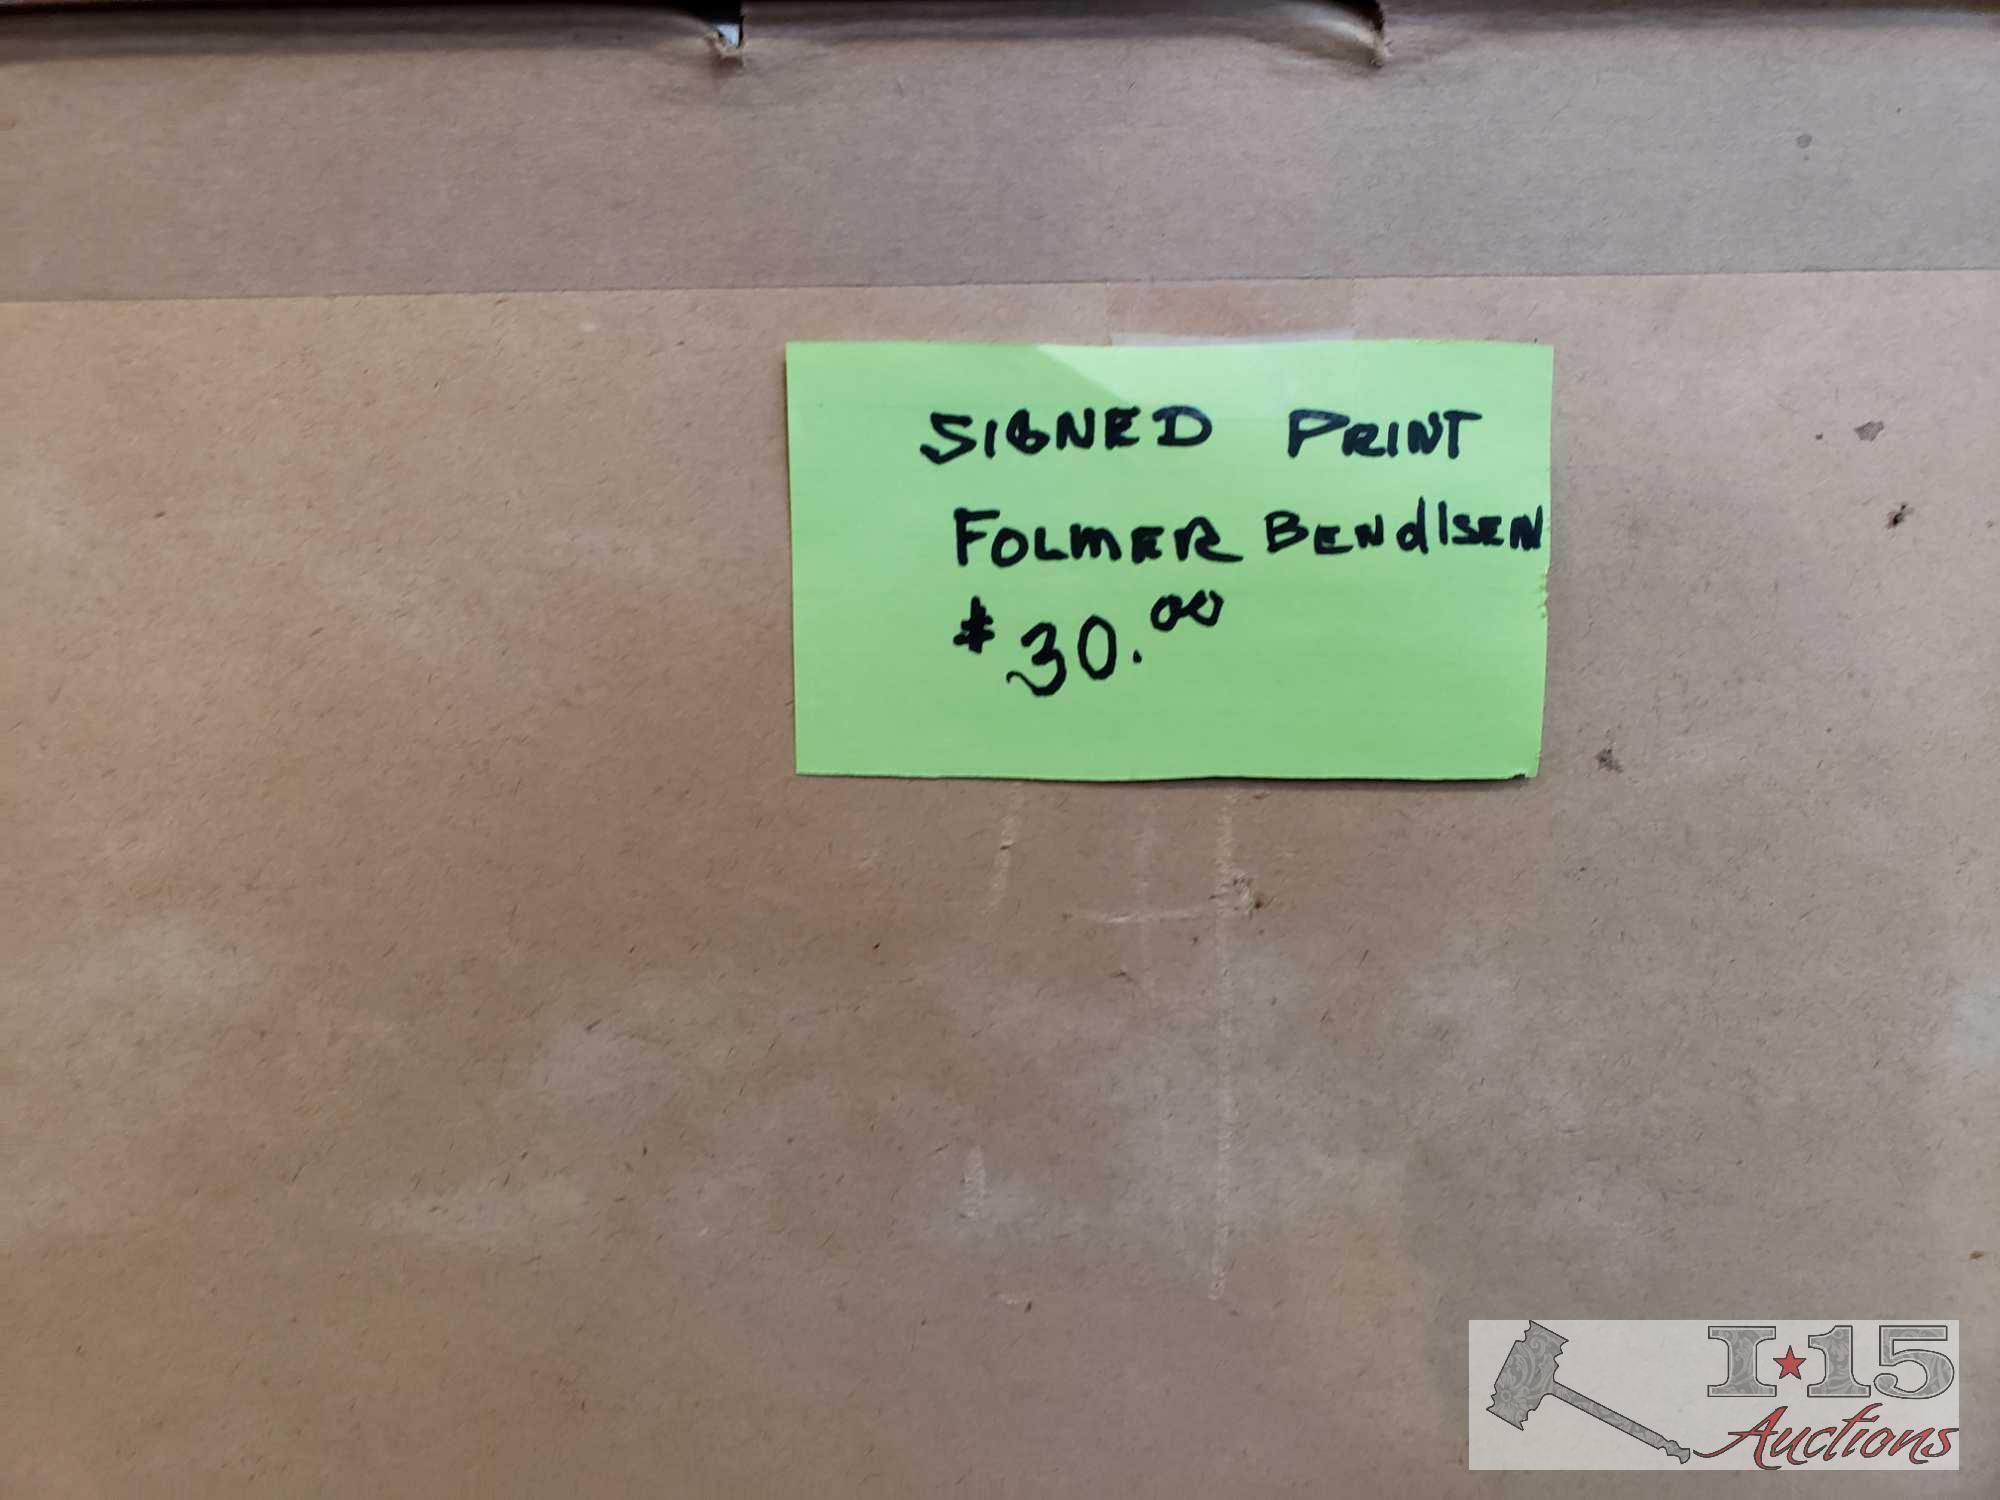 SIGNED PRINT
FOLMER BENDISEN
$30.00
I★15
Auctions